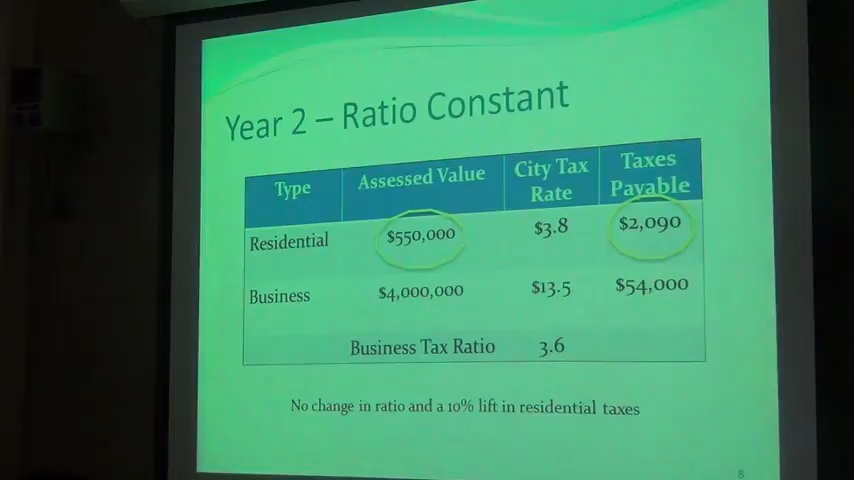 Year 2 – Ratio Constant
Type Assessed Value City Tax Rate Taxes Payable
Residential $550,000 $3.8 $2,090
Business $4,000,000 $13.5 $54,000
Business Tax Ratio 3.6
No change in ratio and a 10% lift in residential taxes
8